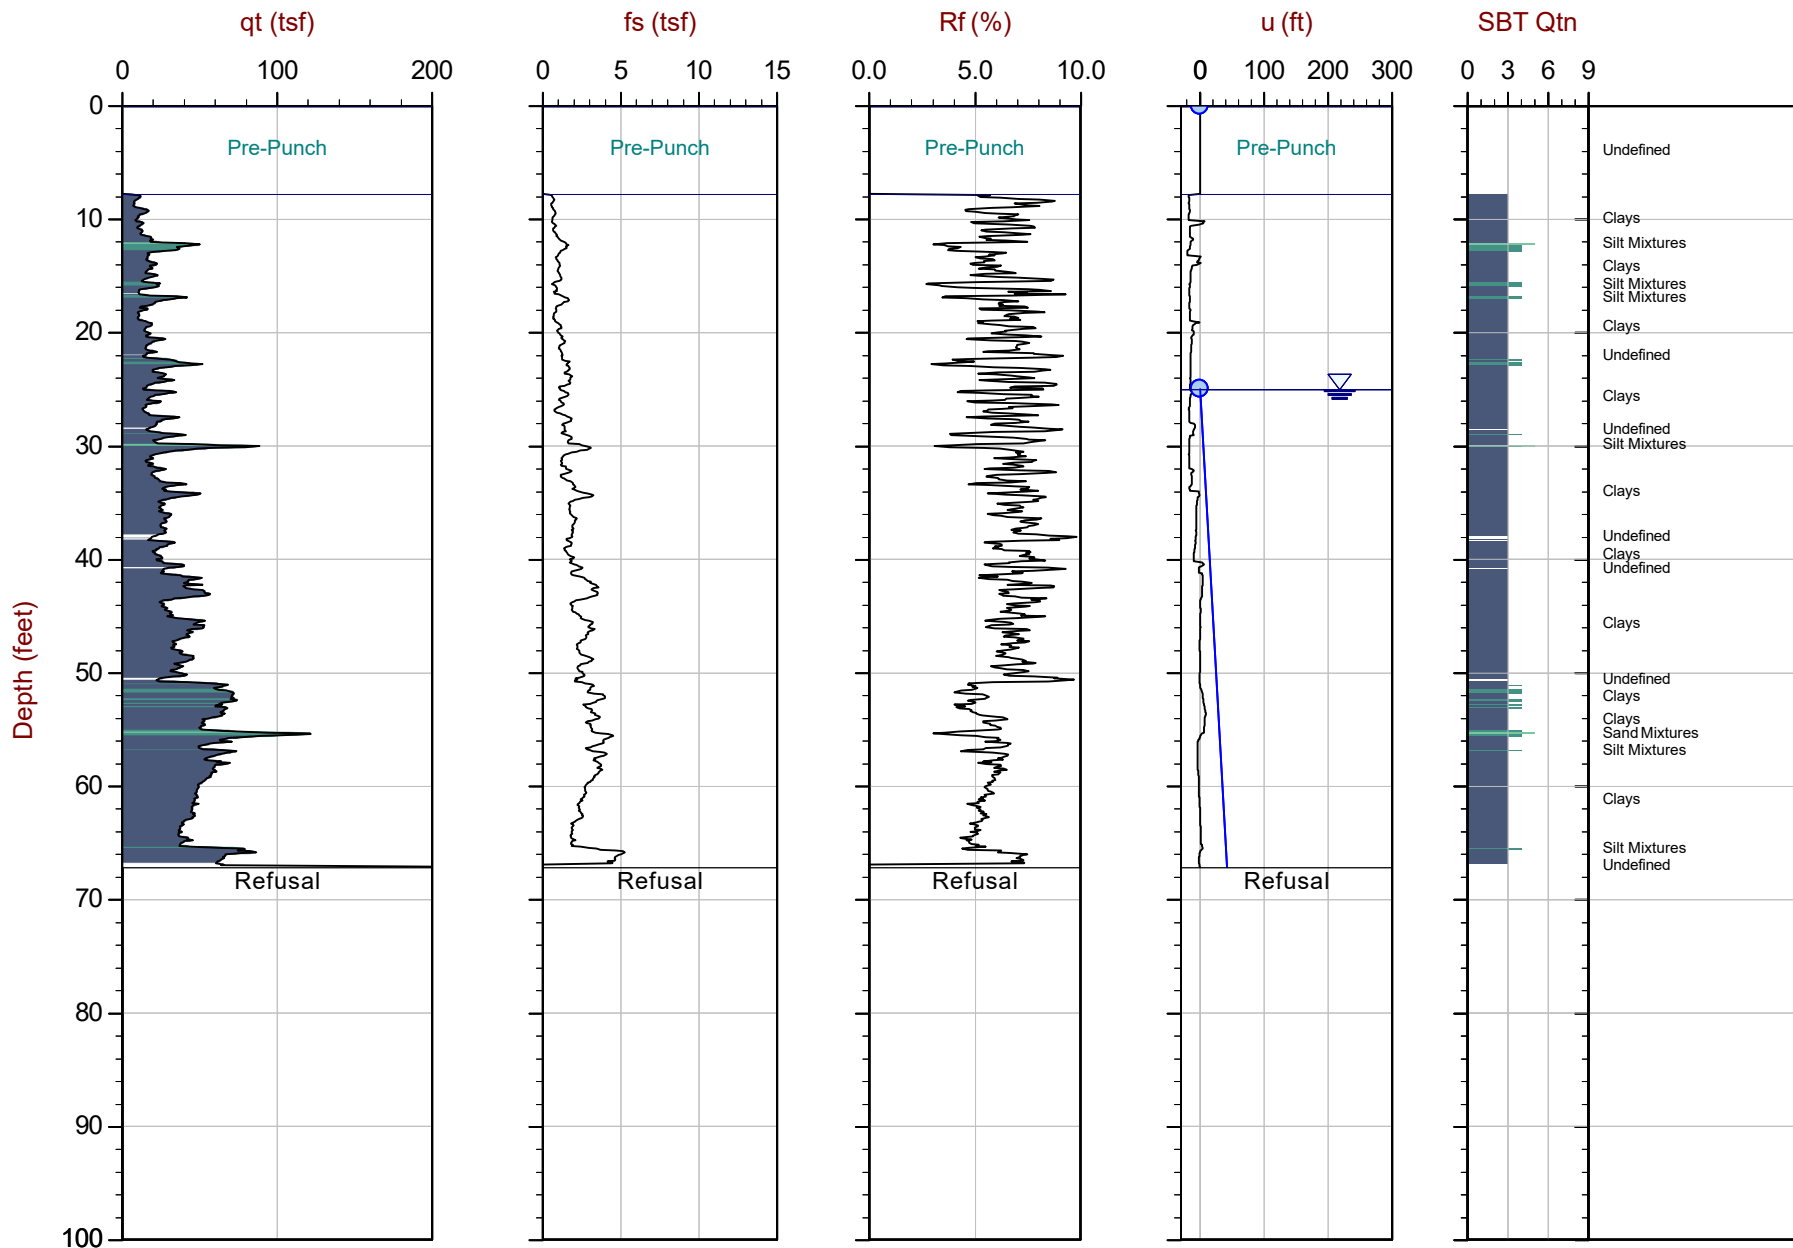 qt (tsf) fs (tsf) Rf (%) u (ft) SBT Qtn
0 100 200 0 5 10 15 0.0 5.0 10.0 0 100 200 300 0 3 6 9
0
Pre-Punch Pre-Punch Pre-Punch Pre-Punch Undefined
10 Clays
Silt Mixtures
Clays
Silt Mixtures
Silt Mixtures
Clays
20
Undefined
Clays
Undefined
30 Silt Mixtures
Clays
Undefined
Clays
40
Undefined
Clays
50
Undefined
Clays
Clays
Sand Mixtures
Silt Mixtures
60
Clays
Silt Mixtures
Undefined
Refusal Refusal Refusal Refusal
70
80
90
100
Depth (feet)